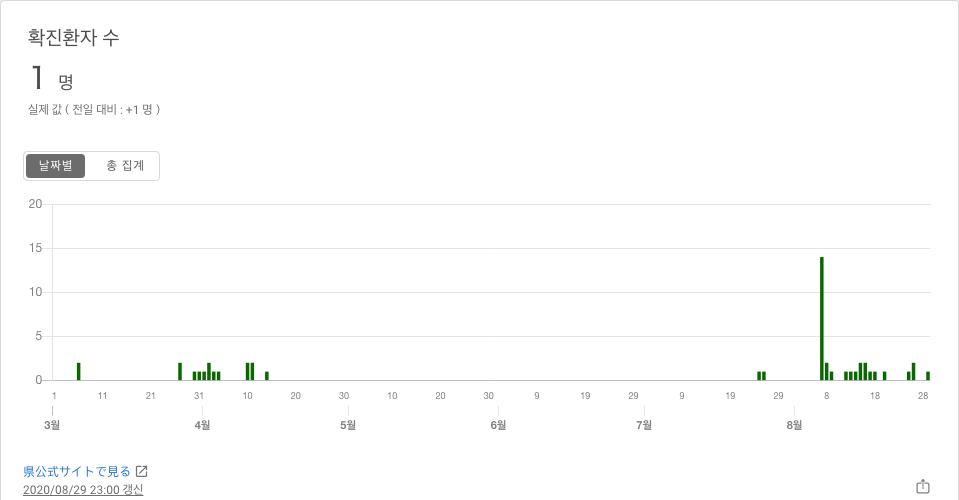 확진환자 수
1 명
실제 값 ( 전일 대비 : +1 명 )
날짜별 총 집계
20
15
10
5
0
1 11 21 31 10 20 30 10 20 30 9 19 29 9 19 29 8 18 28
3월 4월 5월 6월 7월 8월
県公式サイトで見る
2020/08/29 23:00 갱신